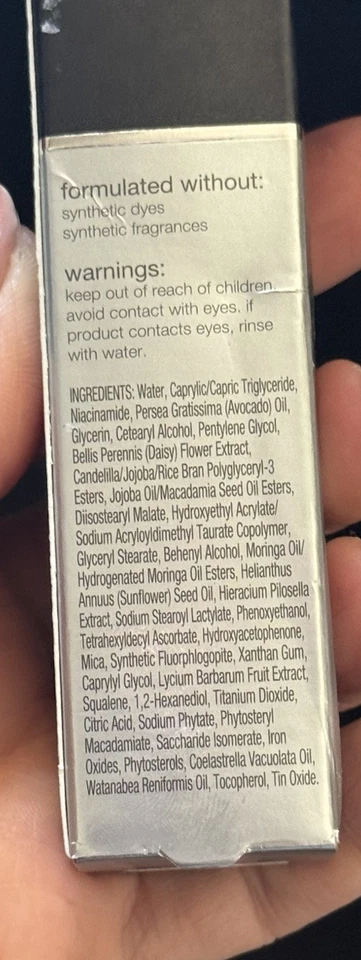 formulated without:
synthetic dyes
synthetic fragrances
warnings:
keep out of reach of children.
avoid contact with eyes. if
product contacts eyes, rinse
with water.
INGREDIENTS: Water, Caprylic/Capric Triglyceride,
Niacinamide, Persea Gratissima (Avocado) Oil,
Glycerin, Cetearyl Alcohol, Pentylene Glycol,
Bellis Perennis (Daisy) Flower Extract,
Candelilla/Jojoba/Rice Bran Polyglyceryl-3
Esters, Jojoba Oil/Macadamia Seed Oil Esters,
Diisostearyl Malate, Hydroxyethyl Acrylate/
Sodium Acryloyldimethyl Taurate Copolymer,
Glyceryl Stearate, Behenyl Alcohol, Moringa Oil/
Hydrogenated Moringa Oil Esters, Helianthus
Annuus (Sunflower) Seed Oil, Hieracium Pilosella
Extract, Sodium Stearoyl Lactylate, Phenoxyethanol,
Tetrahexyldecyl Ascorbate, Hydroxyacetophenone,
Mica, Synthetic Fluorphlogopite, Xanthan Gum,
Caprylyl Glycol, Lycium Barbarum Fruit Extract,
Squalene, 1,2-Hexanediol, Titanium Dioxide,
Citric Acid, Sodium Phytate, Phytosteryl
Macadamiate, Saccharide Isomerate, Iron
Oxides, Phytosterols, Coelastrella Vacuolata Oil,
Watanabea Reniformis Oil, Tocopherol, Tin Oxide.